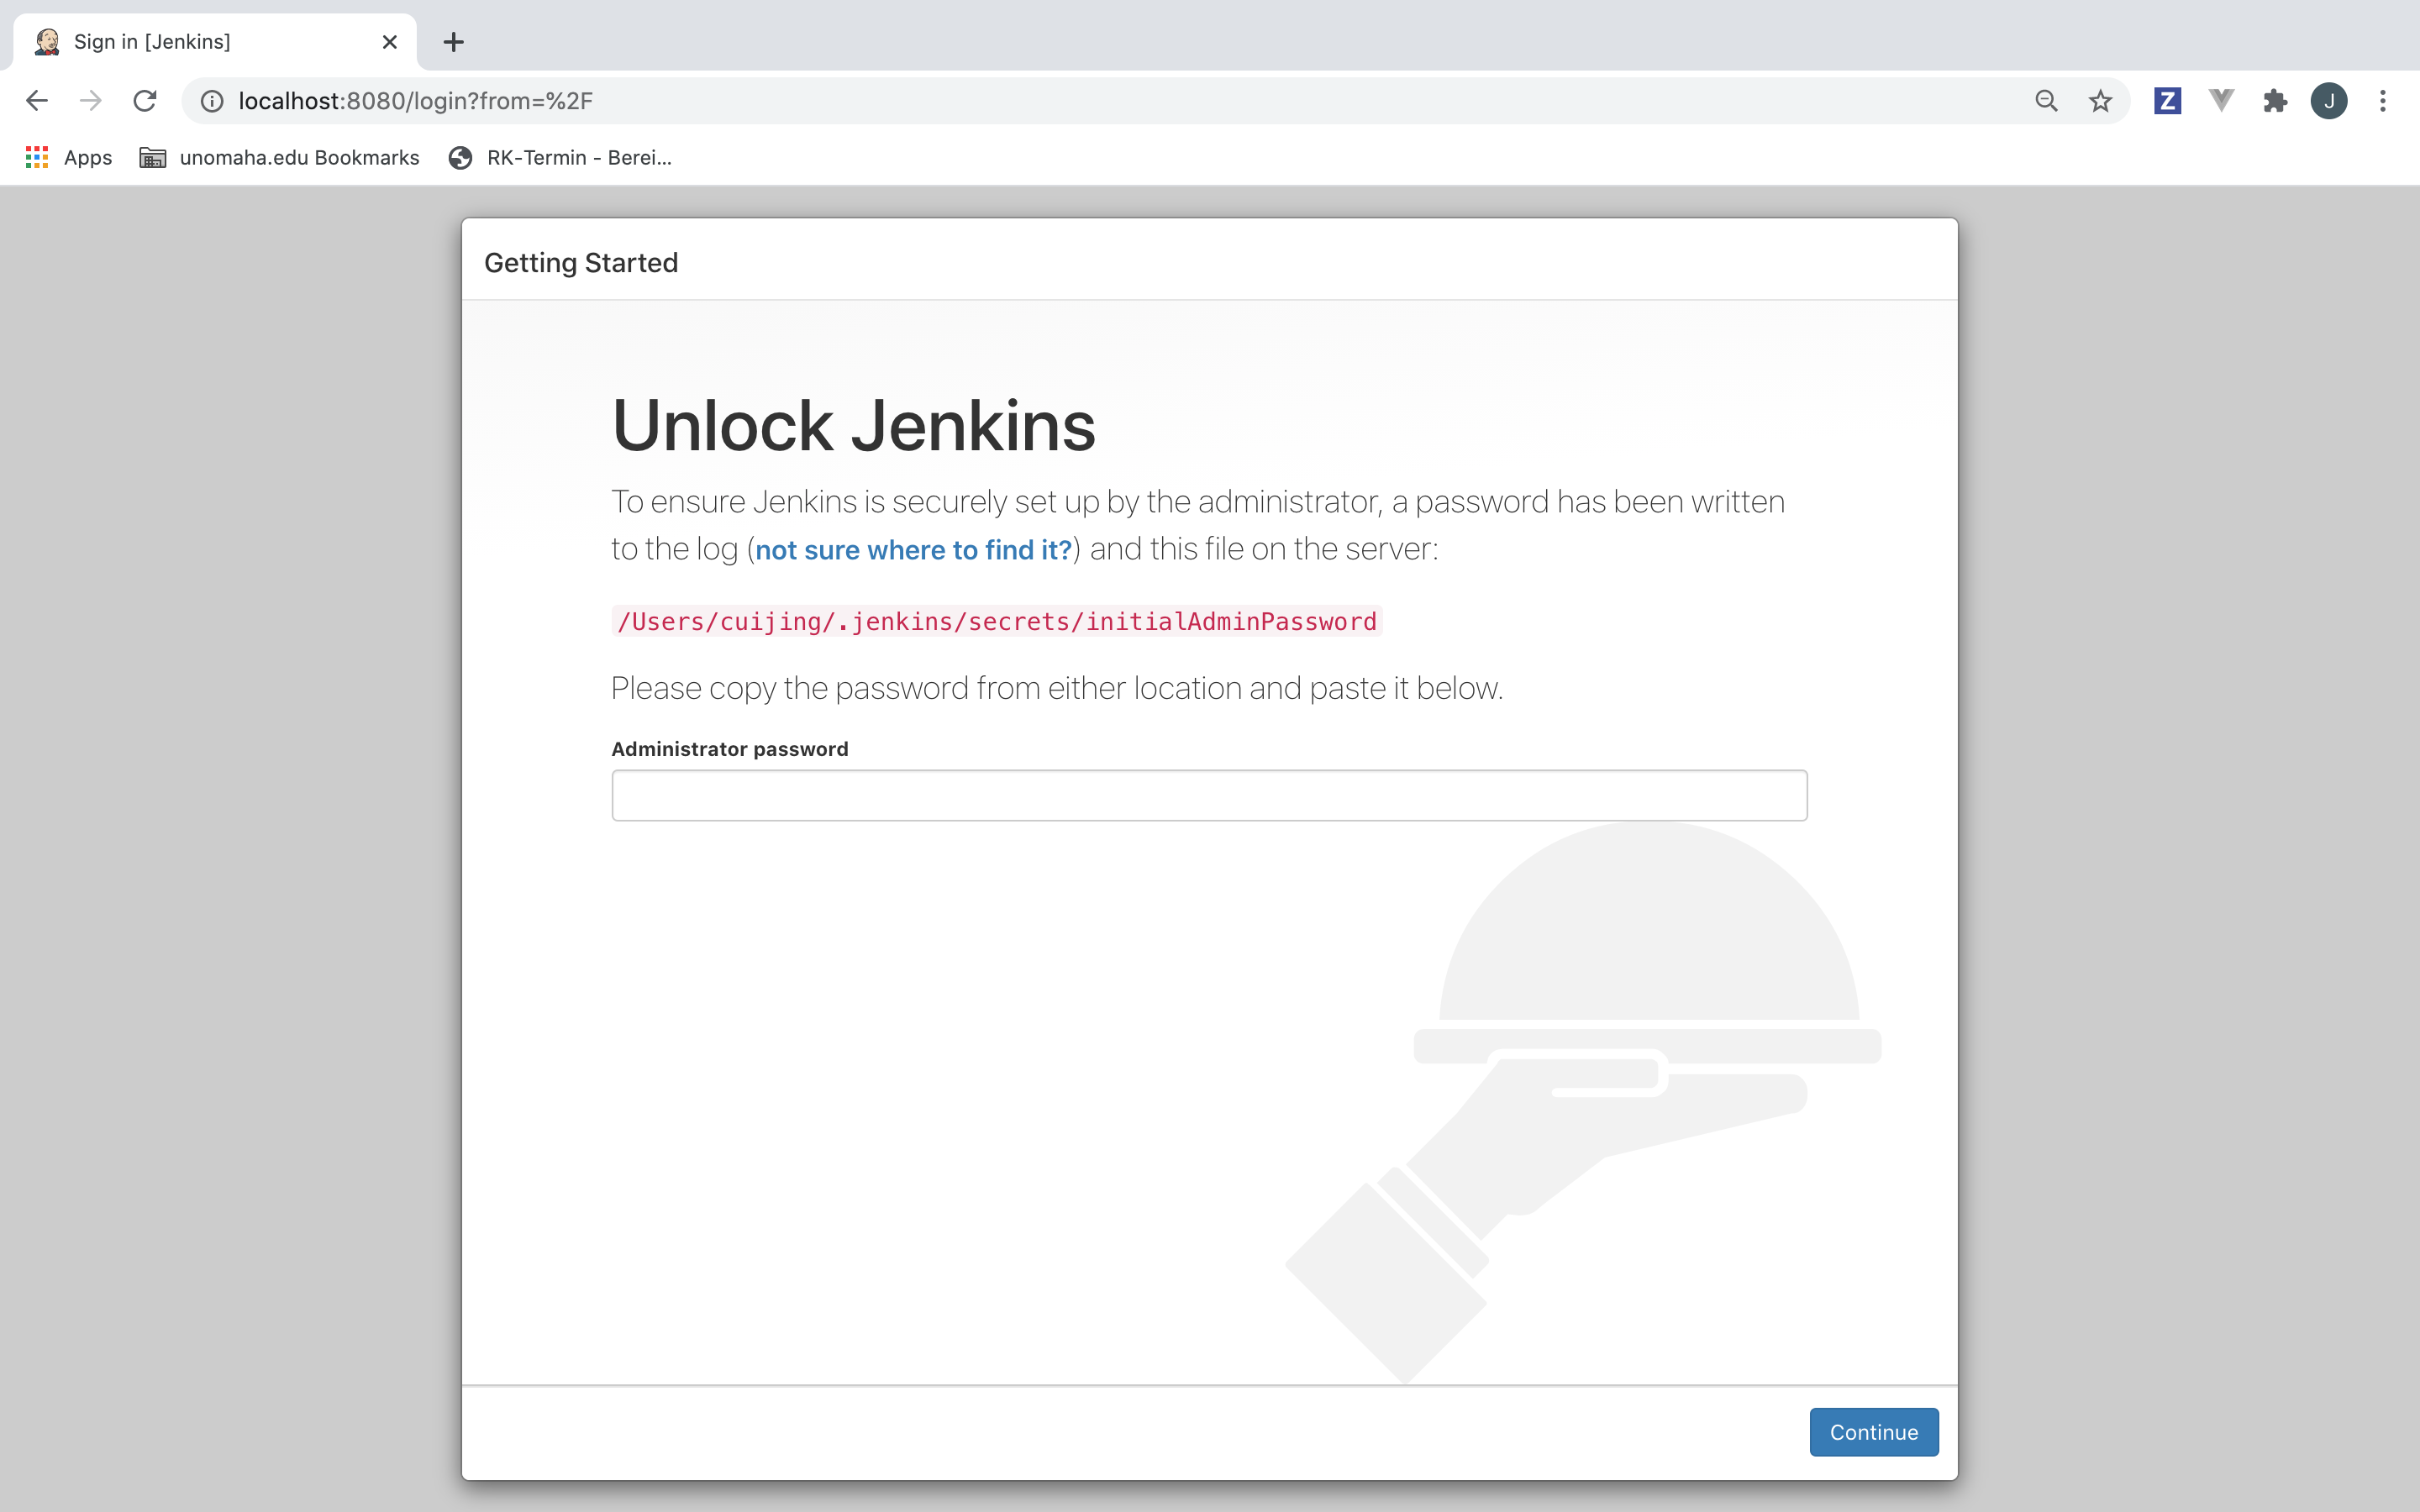 Sign in [Jenkins]
localhost:8080/login?from=%2F
Z
J
Apps
unomaha.edu Bookmarks
RK-Termin - Berei...
Getting Started
Unlock Jenkins
To ensure Jenkins is securely set up by the administrator, a password has been written
to the log (not sure where to find it?) and this file on the server:
/Users/cuijing/.jenkins/secrets/initialAdminPassword
Please copy the password from either location and paste it below.
Administrator password
Continue